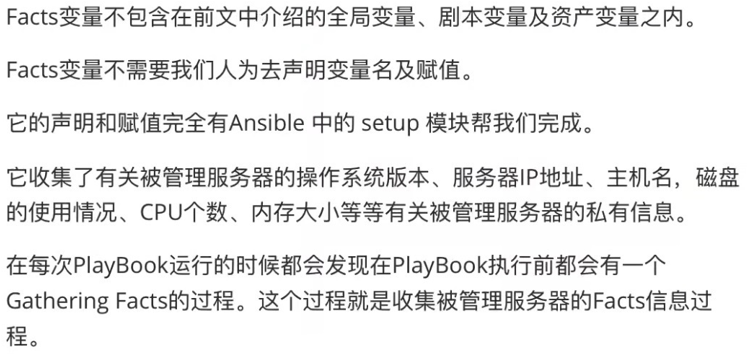 Facts变量不包含在前文中介绍的全局变量、剧本变量及资产变量之内。
Facts变量不需要我们人为去声明变量名及赋值。
它的声明和赋值完全有Ansible 中的 setup 模块帮我们完成。
它收集了有关被管理服务器的操作系统版本、服务器IP地址、主机名，磁盘
的使用情况、CPU个数、内存大小等等有关被管理服务器的私有信息。
在每次PlayBook运行的时候都会发现在PlayBook执行前都会有一个
Gathering Facts的过程。这个过程就是收集被管理服务器的Facts信息过
程。